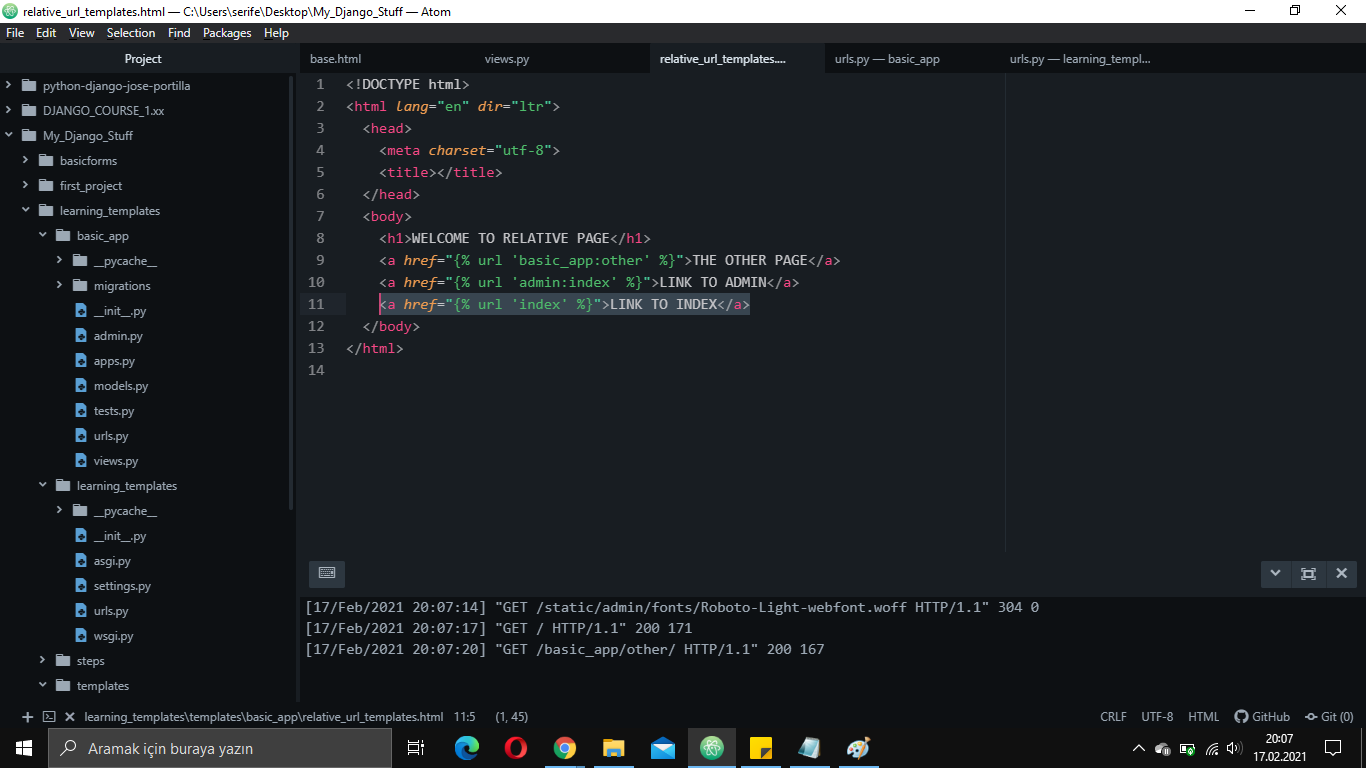 relative_url_templates.html — C:\Users\serife\Desktop\My_Django_Stuff — Atom
File Edit View Selection Find Packages Help
Project
python-django-jose-portilla
DJANGO_COURSE_1.xx
My_Django_Stuff
basicforms
first_project
learning_templates
basic_app
__pycache__
migrations
__init__.py
admin.py
apps.py
models.py
tests.py
urls.py
views.py
learning_templates
__pycache__
__init__.py
asgi.py
settings.py
urls.py
wsgi.py
steps
templates
base.html views.py relative_url_templates.... urls.py — basic_app urls.py — learning_templ...
1 <!DOCTYPE html>
2 <html lang="en" dir="ltr">
3 <head>
4 <meta charset="utf-8">
5 <title></title>
6 </head>
7 <body>
8 <h1>WELCOME TO RELATIVE PAGE</h1>
9 <a href="{% url 'basic_app:other' %}">THE OTHER PAGE</a>
10 <a href="{% url 'admin:index' %}">LINK TO ADMIN</a>
11 <a href="{% url 'index' %}">LINK TO INDEX</a>
12 </body>
13 </html>
14
[17/Feb/2021 20:07:14] "GET /static/admin/fonts/Roboto-Light-webfont.woff HTTP/1.1" 304 0
[17/Feb/2021 20:07:17] "GET / HTTP/1.1" 200 171
[17/Feb/2021 20:07:20] "GET /basic_app/other/ HTTP/1.1" 200 167
learning_templates\templates\basic_app\relative_url_templates.html 11:5 (1, 45) CRLF UTF-8 HTML GitHub Git (0)
Aramak için buraya yazın
20:07
17.02.2021